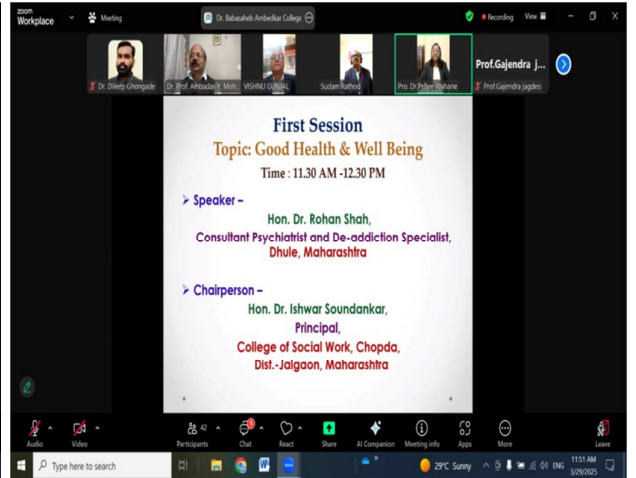 zoom
Workplace
Meeting
Dr. Babasaheb Ambedkar College
Recording
View
Dr. Dileep Ghongade
Dr. Prof. Ambadas Y. Moh...
VISHNU GUNJAL
Sudam Rathod
Pro. Dr.Pritee Wahane
Prof.Gajendra j...
Prof.Gajendra jagdeo
First Session
Topic: Good Health & Well Being
Time : 11.30 AM -12.30 PM
➢ Speaker –
Hon. Dr. Rohan Shah,
Consultant Psychiatrist and De-addiction Specialist,
Dhule, Maharashtra
➢ Chairperson –
Hon. Dr. Ishwar Soundankar,
Principal,
College of Social Work, Chopda,
Dist.-Jalgaon, Maharashtra
Audio
Video
42
Participants
Chat
React
Share
AI Companion
Meeting info
Apps
More
Leave
Type here to search
29°C Sunny
ENG
11:51 AM
3/29/2025